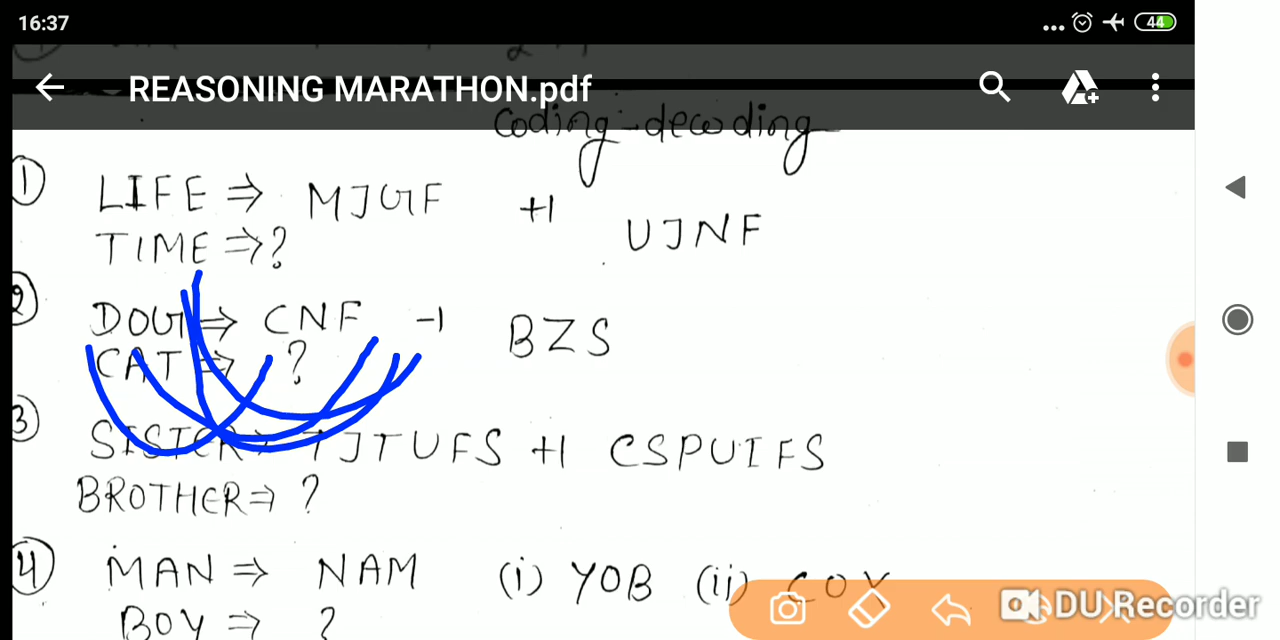 16:37
44
REASONING MARATHON.pdf
coding-decoding
① LIFE ⇒ MJGF +1 UJNF
TIME ⇒ ?
② DOG ⇒ CNF -1 BZS
CAT ⇒ ?
③ SISTER ⇒ TJTUFS +1 CSPUIFS
BROTHER ⇒ ?
④ MAN ⇒ NAM (i) YOB (ii)
BOY ⇒ ?
DU Recorder